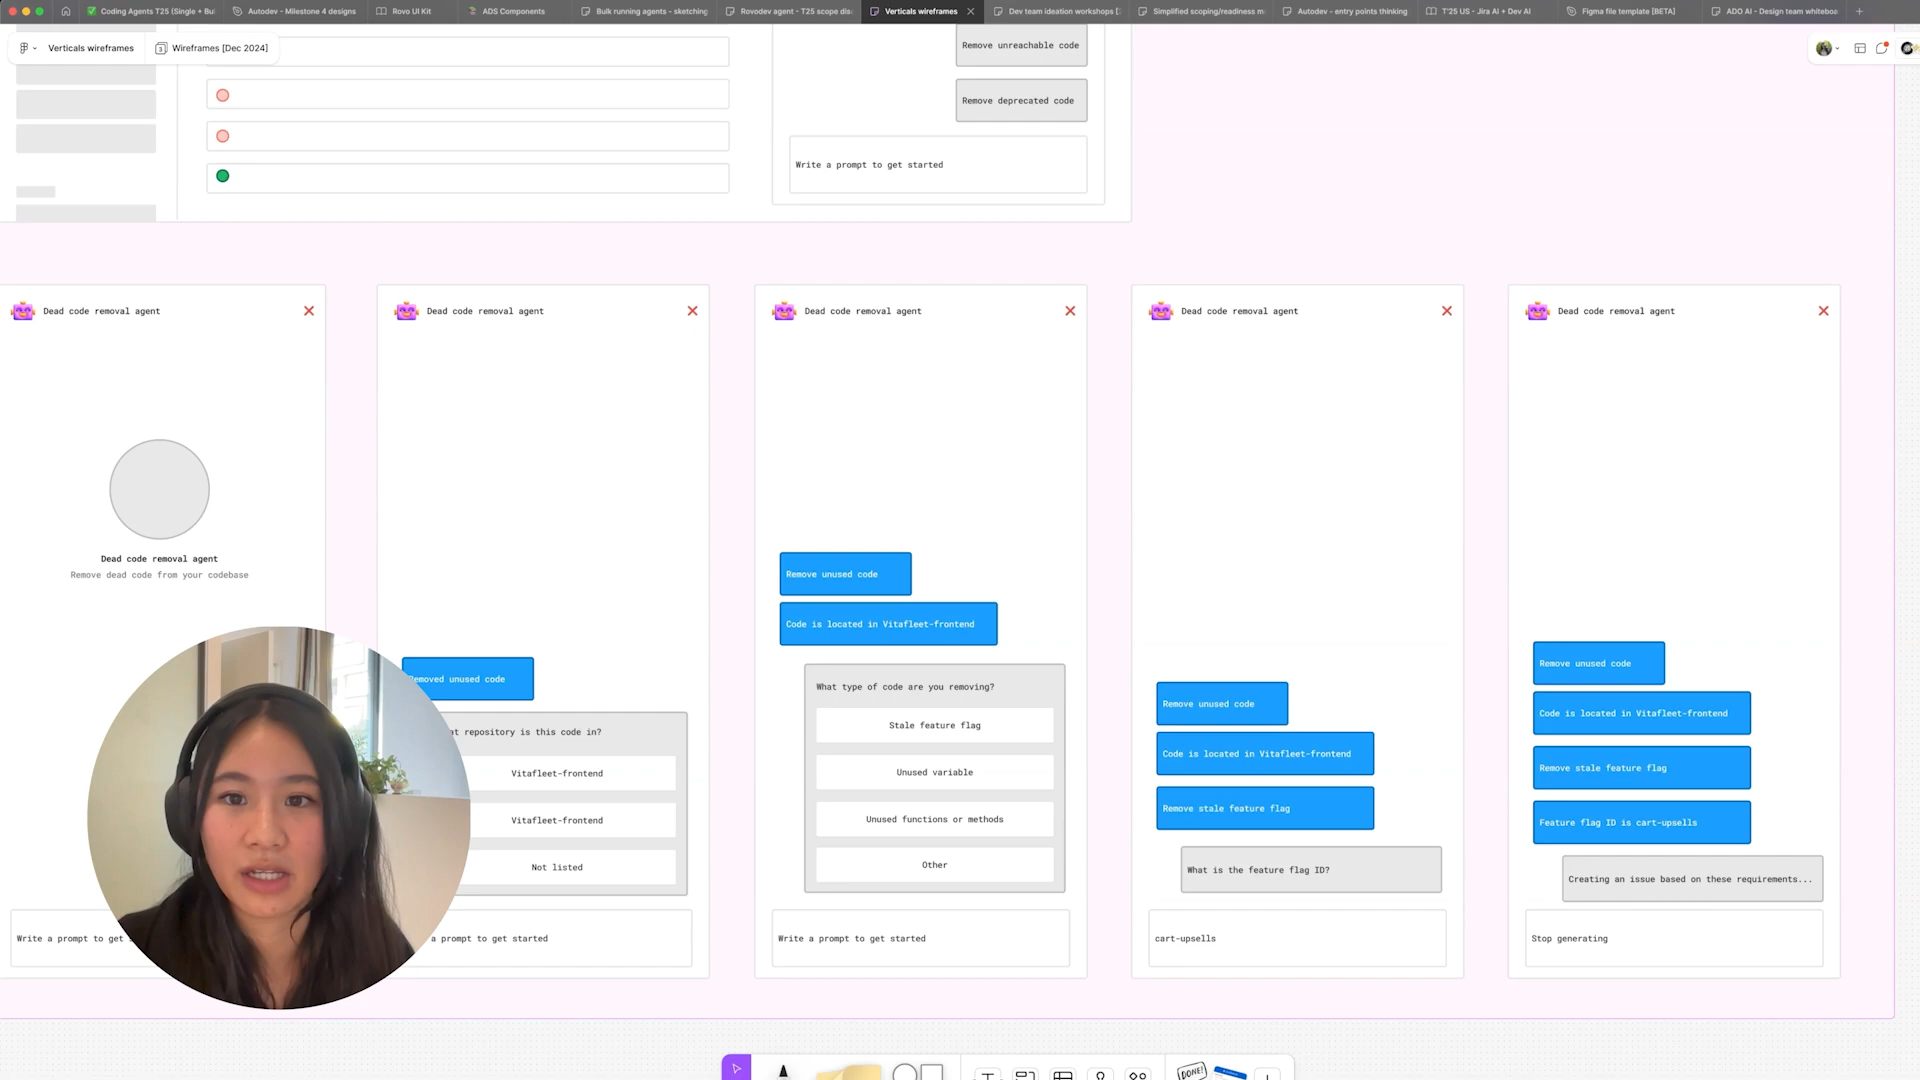 Coding Agents T25 (Single + Bu
Autodev - Milestone 4 designs
Rovo UI Kit
ADS Components
Bulk running agents - sketching
Rovodev agent - T25 scope dis
Verticals wireframes
Dev team ideation workshops [
Simplified scoping/readiness m
Autodev - entry points thinking
T'25 US - Jira AI + Dev AI
Figma file template [BETA]
ADO AI - Design team whiteboa
Verticals wireframes
3
Wireframes [Dec 2024]
Remove unreachable code
Remove deprecated code
Write a prompt to get started
Dead code removal agent
Dead code removal agent
Remove dead code from your codebase
Write a prompt to get
Dead code removal agent
Removed unused code
at repository is this code in?
Vitafleet-frontend
Vitafleet-frontend
Not listed
a prompt to get started
Dead code removal agent
Remove unused code
Code is located in Vitafleet-frontend
What type of code are you removing?
Stale feature flag
Unused variable
Unused functions or methods
Other
Write a prompt to get started
Dead code removal agent
Remove unused code
Code is located in Vitafleet-frontend
Remove stale feature flag
What is the feature flag ID?
cart-upsells
Dead code removal agent
Remove unused code
Code is located in Vitafleet-frontend
Remove stale feature flag
Feature flag ID is cart-upsells
Creating an issue based on these requirements...
Stop generating
DONE!